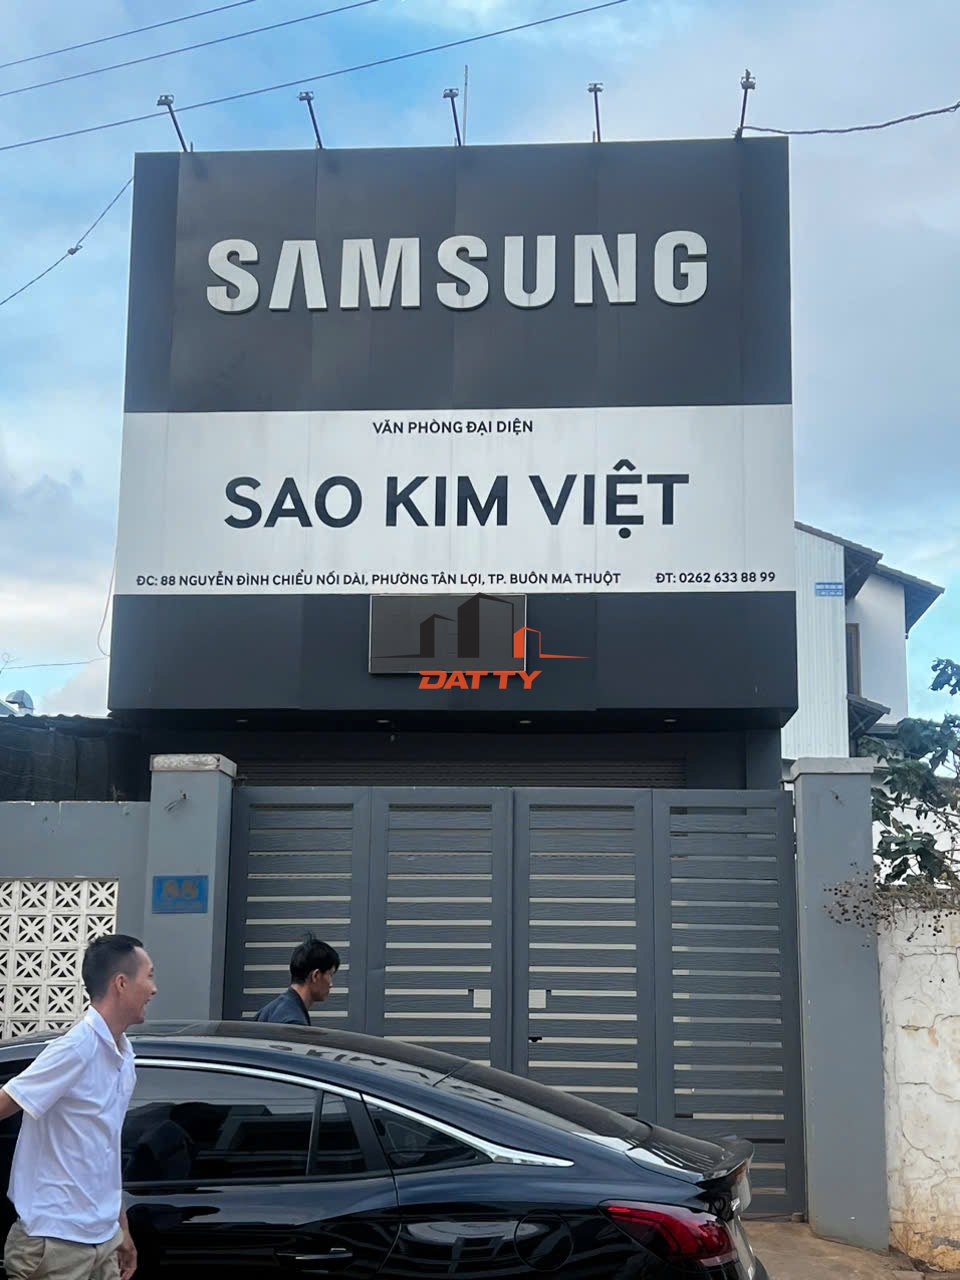 SAMSUNG
VĂN PHÒNG ĐẠI DIỆN
SAO KIM VIỆT
ĐC: 88 NGUYỄN ĐÌNH CHIỂU NỐI DÀI, PHƯỜNG TÂN LỢI, TP. BUÔN MA THUỘT ĐT: 0262 633 88 99
DATTY
88